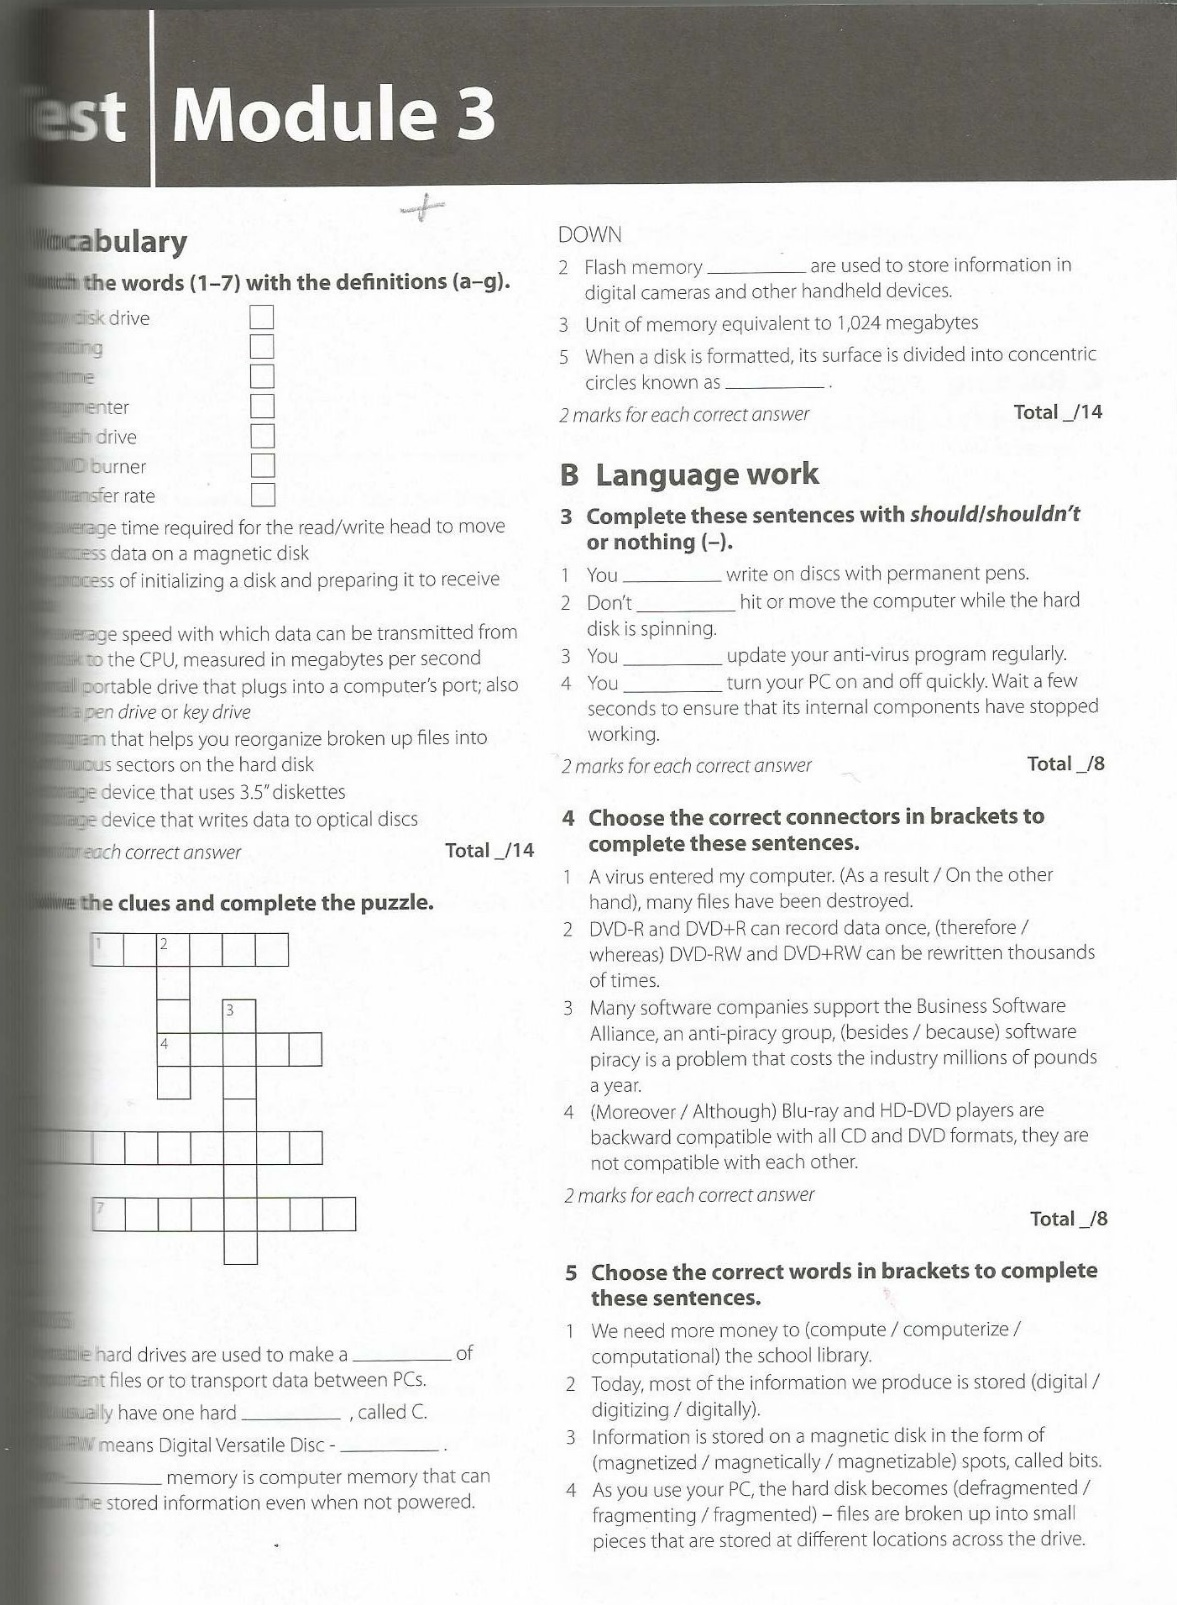 Test Module 3
Vocabulary
the words (1–7) with the definitions (a–g).
disk drive
time
drive
burner
transfer rate
average time required for the read/write head to move
data on a magnetic disk
process of initializing a disk and preparing it to receive
average speed with which data can be transmitted from
to the CPU, measured in megabytes per second
portable drive that plugs into a computer's port; also
pen drive or key drive
that helps you reorganize broken up files into
sectors on the hard disk
device that uses 3.5" diskettes
device that writes data to optical discs
each correct answer Total _/14
the clues and complete the puzzle.
1 2
3
4
7
hard drives are used to make a __________ of
files or to transport data between PCs.
usually have one hard __________ , called C.
means Digital Versatile Disc - __________ .
__________ memory is computer memory that can
the stored information even when not powered.
DOWN
2 Flash memory __________ are used to store information in
digital cameras and other handheld devices.
3 Unit of memory equivalent to 1,024 megabytes
5 When a disk is formatted, its surface is divided into concentric
circles known as __________ .
2 marks for each correct answer Total _/14
B Language work
3 Complete these sentences with should/shouldn't
or nothing (–).
1 You __________ write on discs with permanent pens.
2 Don't __________ hit or move the computer while the hard
disk is spinning.
3 You __________ update your anti-virus program regularly.
4 You __________ turn your PC on and off quickly. Wait a few
seconds to ensure that its internal components have stopped
working.
2 marks for each correct answer Total _/8
4 Choose the correct connectors in brackets to
complete these sentences.
1 A virus entered my computer. (As a result / On the other
hand), many files have been destroyed.
2 DVD-R and DVD+R can record data once, (therefore /
whereas) DVD-RW and DVD+RW can be rewritten thousands
of times.
3 Many software companies support the Business Software
Alliance, an anti-piracy group, (besides / because) software
piracy is a problem that costs the industry millions of pounds
a year.
4 (Moreover / Although) Blu-ray and HD-DVD players are
backward compatible with all CD and DVD formats, they are
not compatible with each other.
2 marks for each correct answer
Total _/8
5 Choose the correct words in brackets to complete
these sentences.
1 We need more money to (compute / computerize /
computational) the school library.
2 Today, most of the information we produce is stored (digital /
digitizing / digitally).
3 Information is stored on a magnetic disk in the form of
(magnetized / magnetically / magnetizable) spots, called bits.
4 As you use your PC, the hard disk becomes (defragmented /
fragmenting / fragmented) – files are broken up into small
pieces that are stored at different locations across the drive.